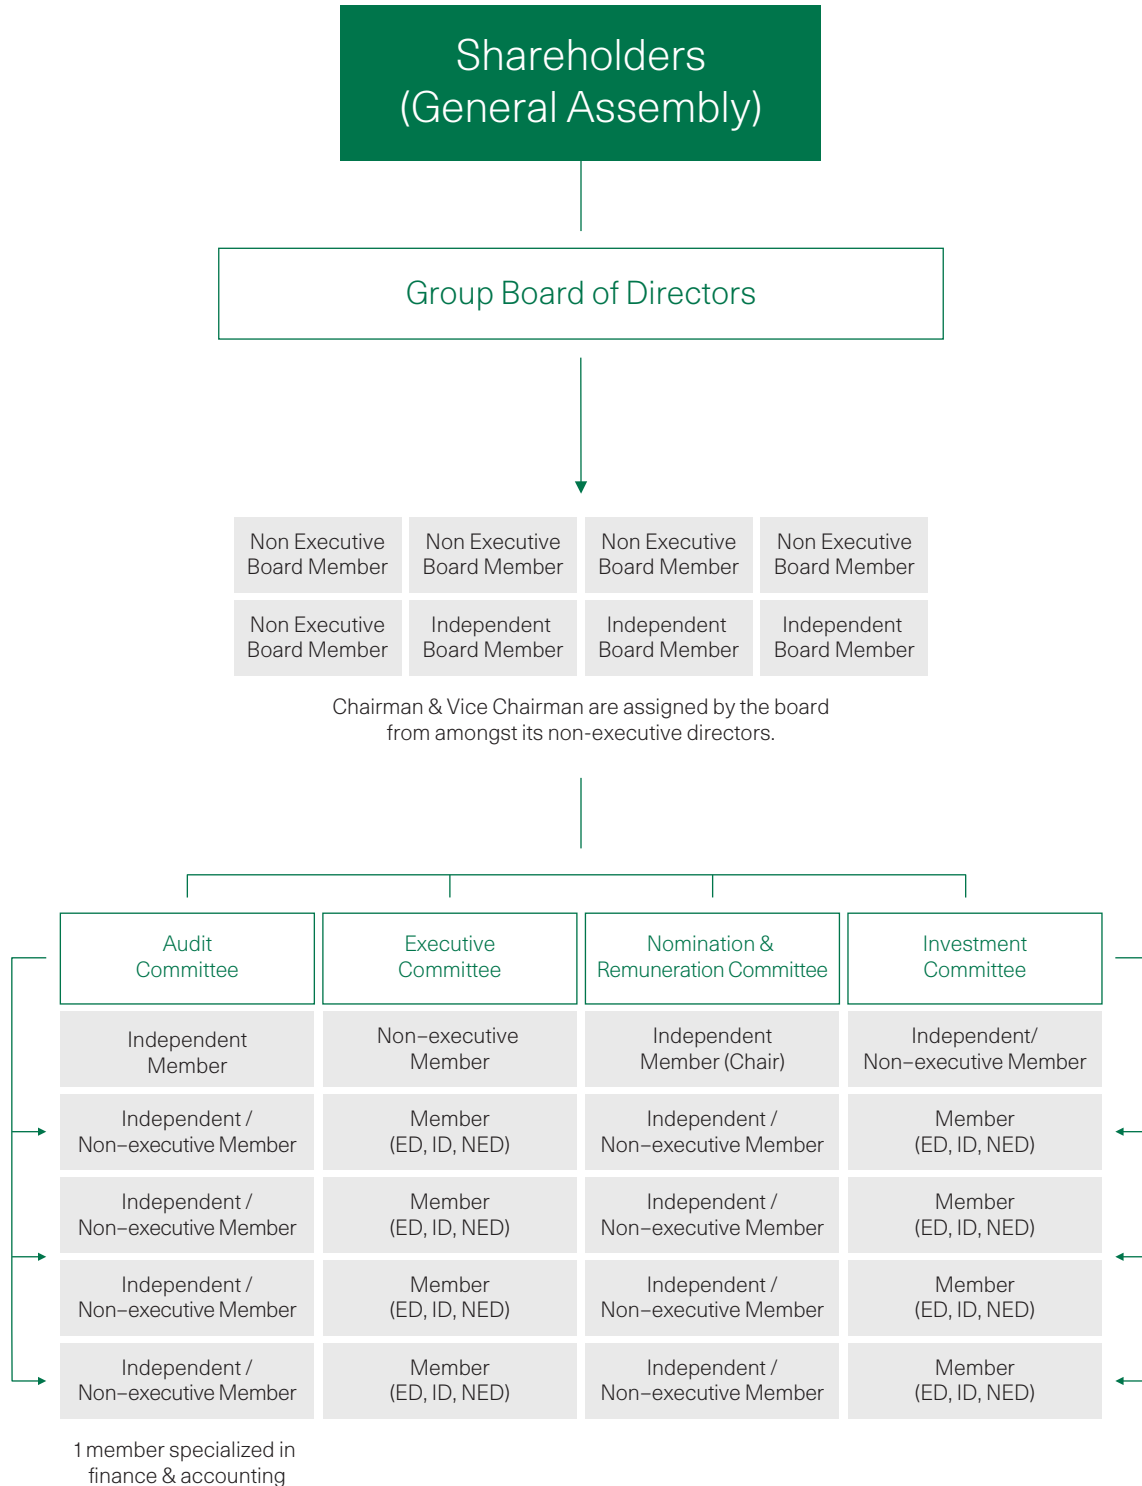 Shareholders
(General Assembly)
Group Board of Directors
Non Executive
Board Member
Non Executive
Board Member
Non Executive
Board Member
Non Executive
Board Member
Non Executive
Board Member
Independent
Board Member
Independent
Board Member
Independent
Board Member
Chairman & Vice Chairman are assigned by the board
from amongst its non-executive directors.
Audit
Committee
Executive
Committee
Nomination &
Remuneration Committee
Investment
Committee
Independent
Member
Non–executive
Member
Independent
Member (Chair)
Independent/
Non–executive Member
Independent /
Non–executive Member
Member
(ED, ID, NED)
Independent /
Non–executive Member
Member
(ED, ID, NED)
Independent /
Non–executive Member
Member
(ED, ID, NED)
Independent /
Non–executive Member
Member
(ED, ID, NED)
Independent /
Non–executive Member
Member
(ED, ID, NED)
Independent /
Non–executive Member
Member
(ED, ID, NED)
Independent /
Non–executive Member
Member
(ED, ID, NED)
Independent /
Non–executive Member
Member
(ED, ID, NED)
1 member specialized in
finance & accounting